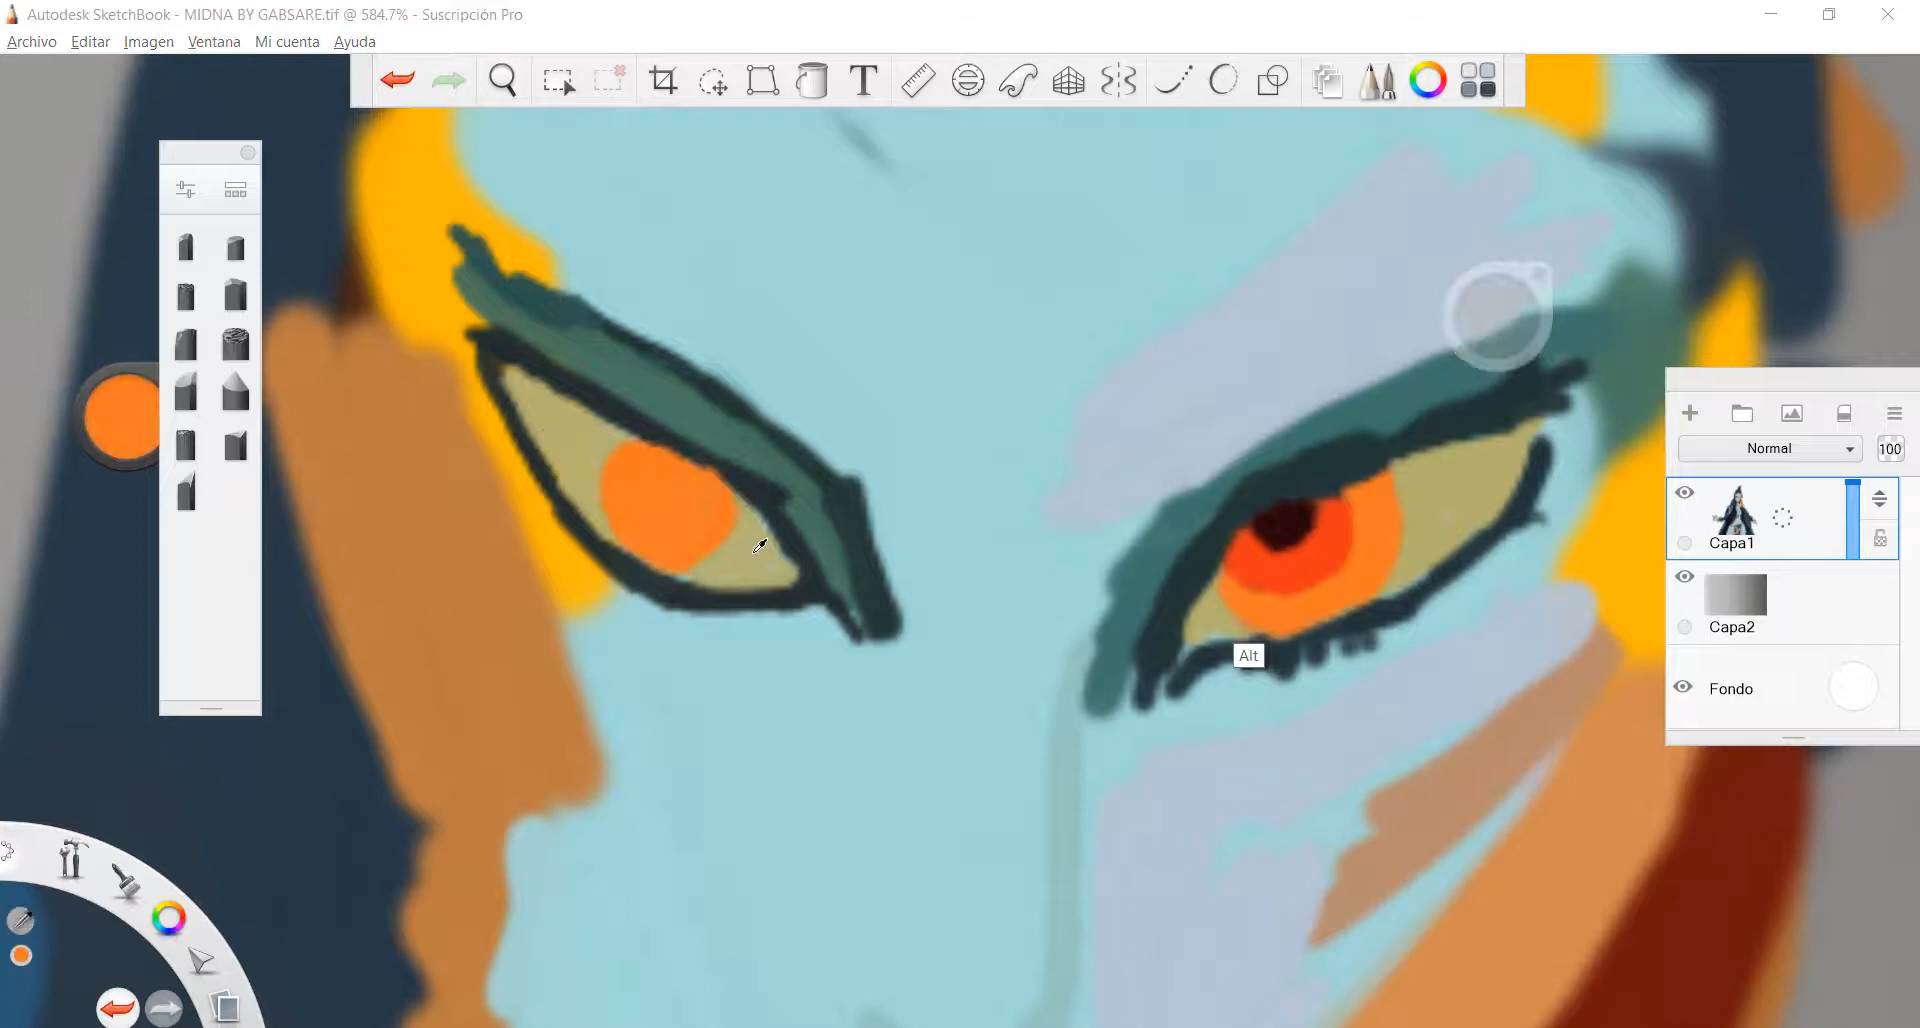 Autodesk SketchBook - MIDNA BY GABSARE.tif @ 584.7% - Suscripción Pro
Archivo Editar Imagen Ventana Mi cuenta Ayuda
T
Normal 100
Capa1
Capa2
Alt
Fondo